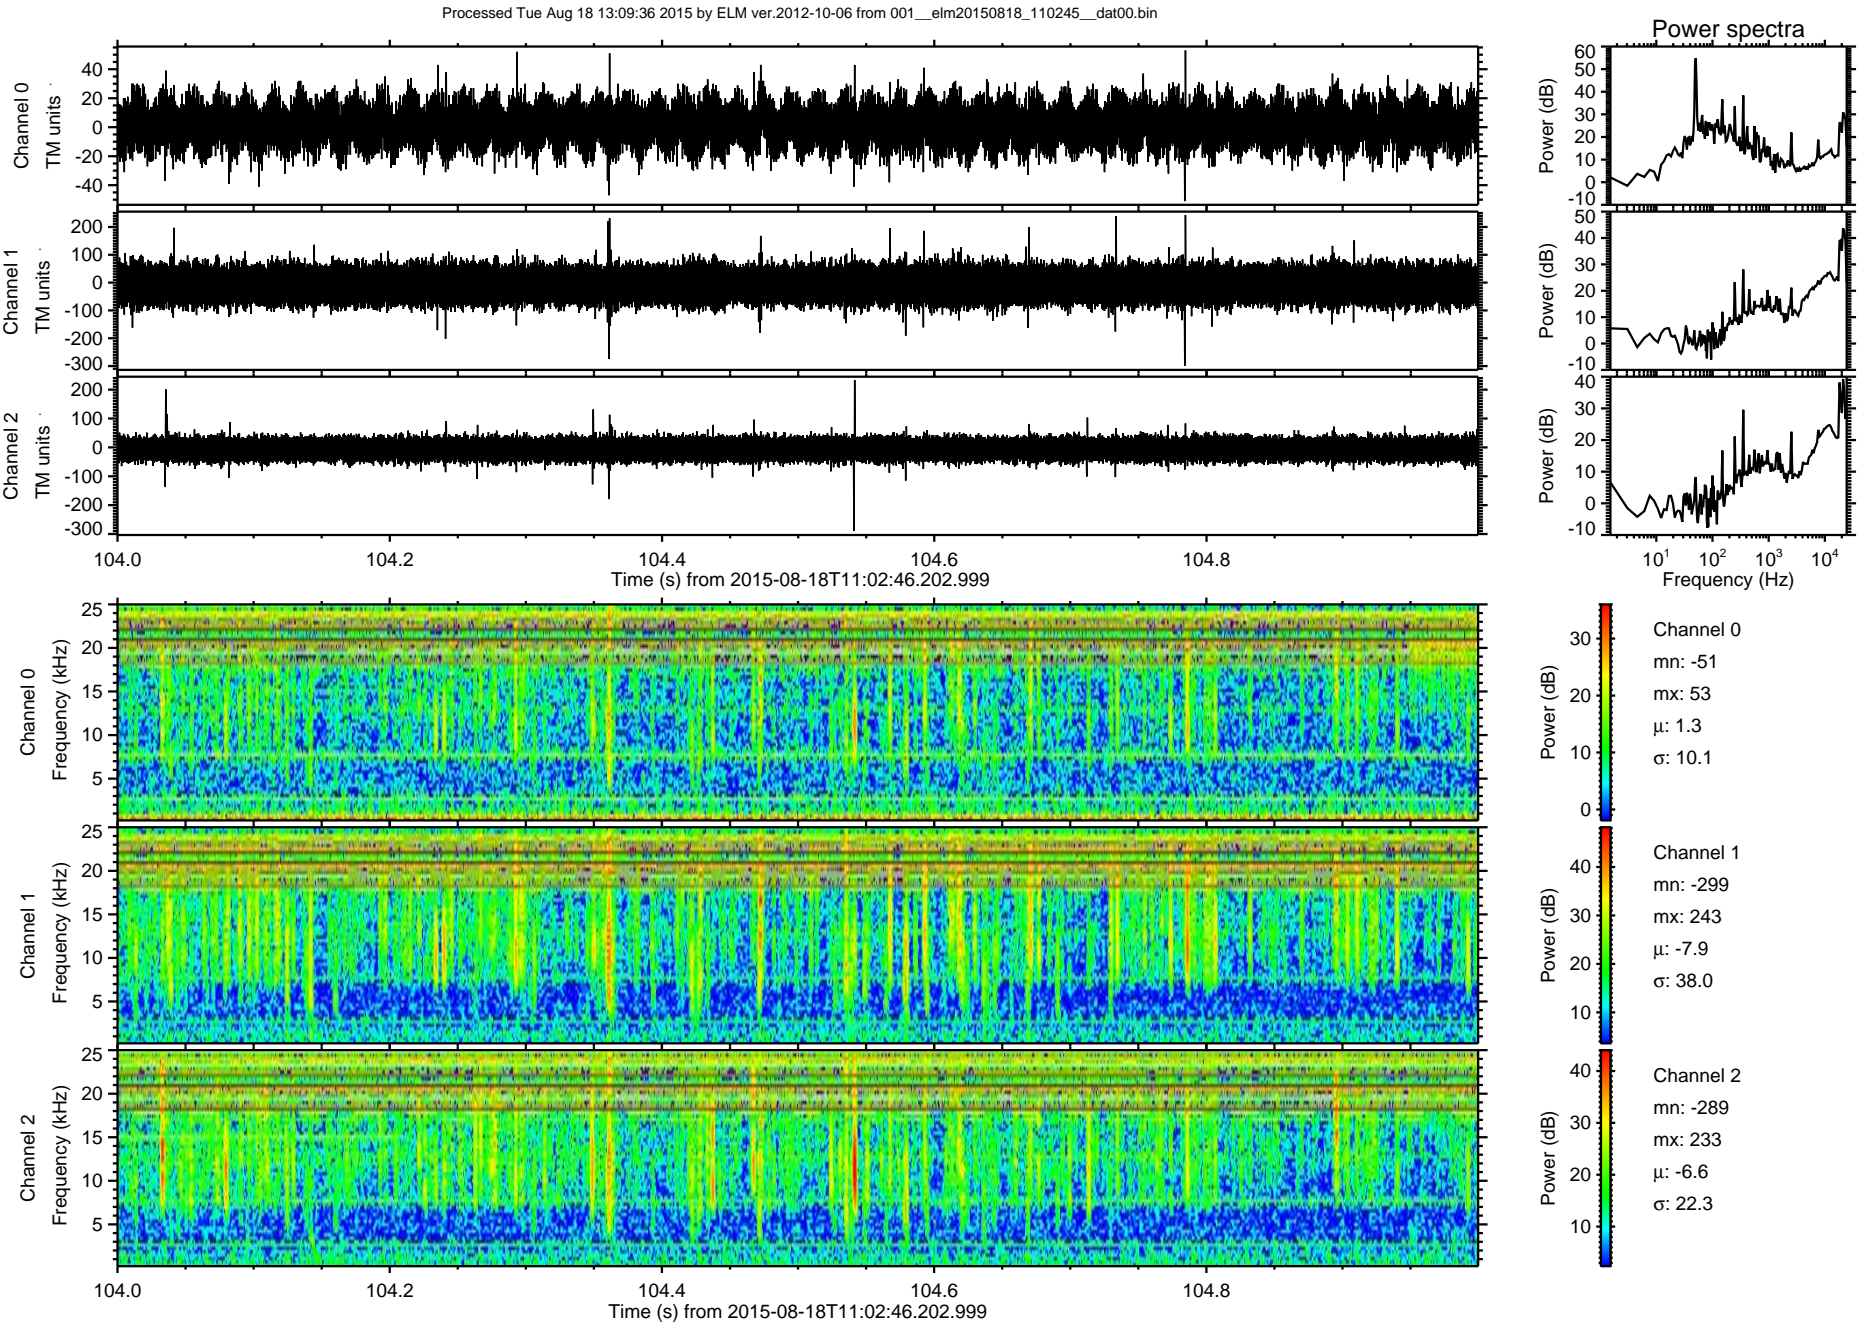 Processed Tue Aug 18 13:09:36 2015 by ELM ver.2012-10-06 from 001__elm20150818_110245__dat00.bin
Power spectra
Channel 0
TM units
40
20
0
-20
-40
Power (dB)
60
50
40
30
20
10
0
-10
Channel 1
TM units
200
100
0
-100
-200
-300
Power (dB)
50
40
30
20
10
0
-10
Channel 2
TM units
200
100
0
-100
-200
-300
Power (dB)
40
30
20
10
0
-10
104.0 104.2 104.4 104.6 104.8
Time (s) from 2015-08-18T11:02:46.202.999
10^1 10^2 10^3 10^4
Frequency (Hz)
Channel 0
Frequency (kHz)
25
20
15
10
5
Power (dB)
30
20
10
0
Channel 0
mn: -51
mx: 53
μ: 1.3
σ: 10.1
Channel 1
Frequency (kHz)
25
20
15
10
5
Power (dB)
40
30
20
10
Channel 1
mn: -299
mx: 243
μ: -7.9
σ: 38.0
Channel 2
Frequency (kHz)
25
20
15
10
5
Power (dB)
40
30
20
10
Channel 2
mn: -289
mx: 233
μ: -6.6
σ: 22.3
104.0 104.2 104.4 104.6 104.8
Time (s) from 2015-08-18T11:02:46.202.999